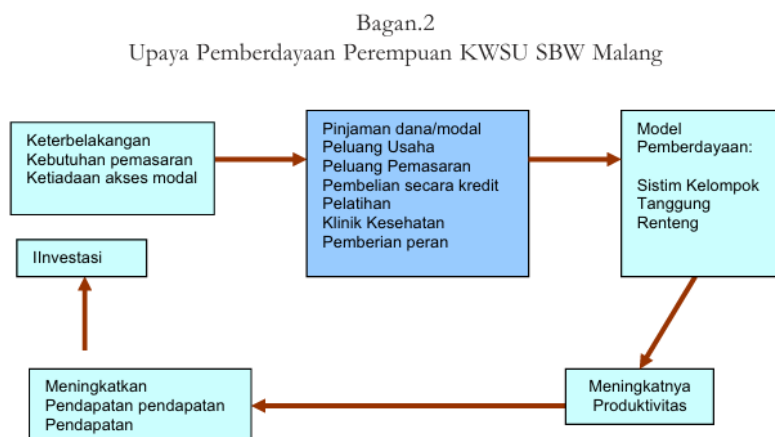 Bagan.2
Upaya Pemberdayaan Perempuan KWSU SBW Malang
Keterbelakangan
Kebutuhan pemasaran
Ketiadaan akses modal
Pinjaman dana/modal
Peluang Usaha
Peluang Pemasaran
Pembelian secara kredit
Pelatihan
Klinik Kesehatan
Pemberian peran
Model
Pemberdayaan:
Sistim Kelompok
Tanggung
Renteng
IInvestasi
Meningkatkan
Pendapatan pendapatan
Pendapatan
Meningkatnya
Produktivitas